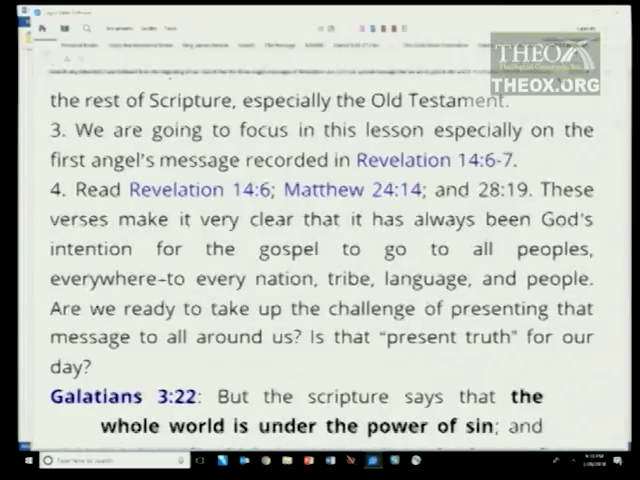 THEOX
THEOX.ORG
the rest of Scripture, especially the Old Testament.
3. We are going to focus in this lesson especially on the
first angel's message recorded in Revelation 14:6-7.
4. Read Revelation 14:6; Matthew 24:14; and 28:19. These
verses make it very clear that it has always been God's
intention for the gospel to go to all peoples,
everywhere–to every nation, tribe, language, and people.
Are we ready to take up the challenge of presenting that
message to all around us? Is that “present truth” for our
day?
Galatians 3:22: But the scripture says that the
whole world is under the power of sin; and
Type here to search